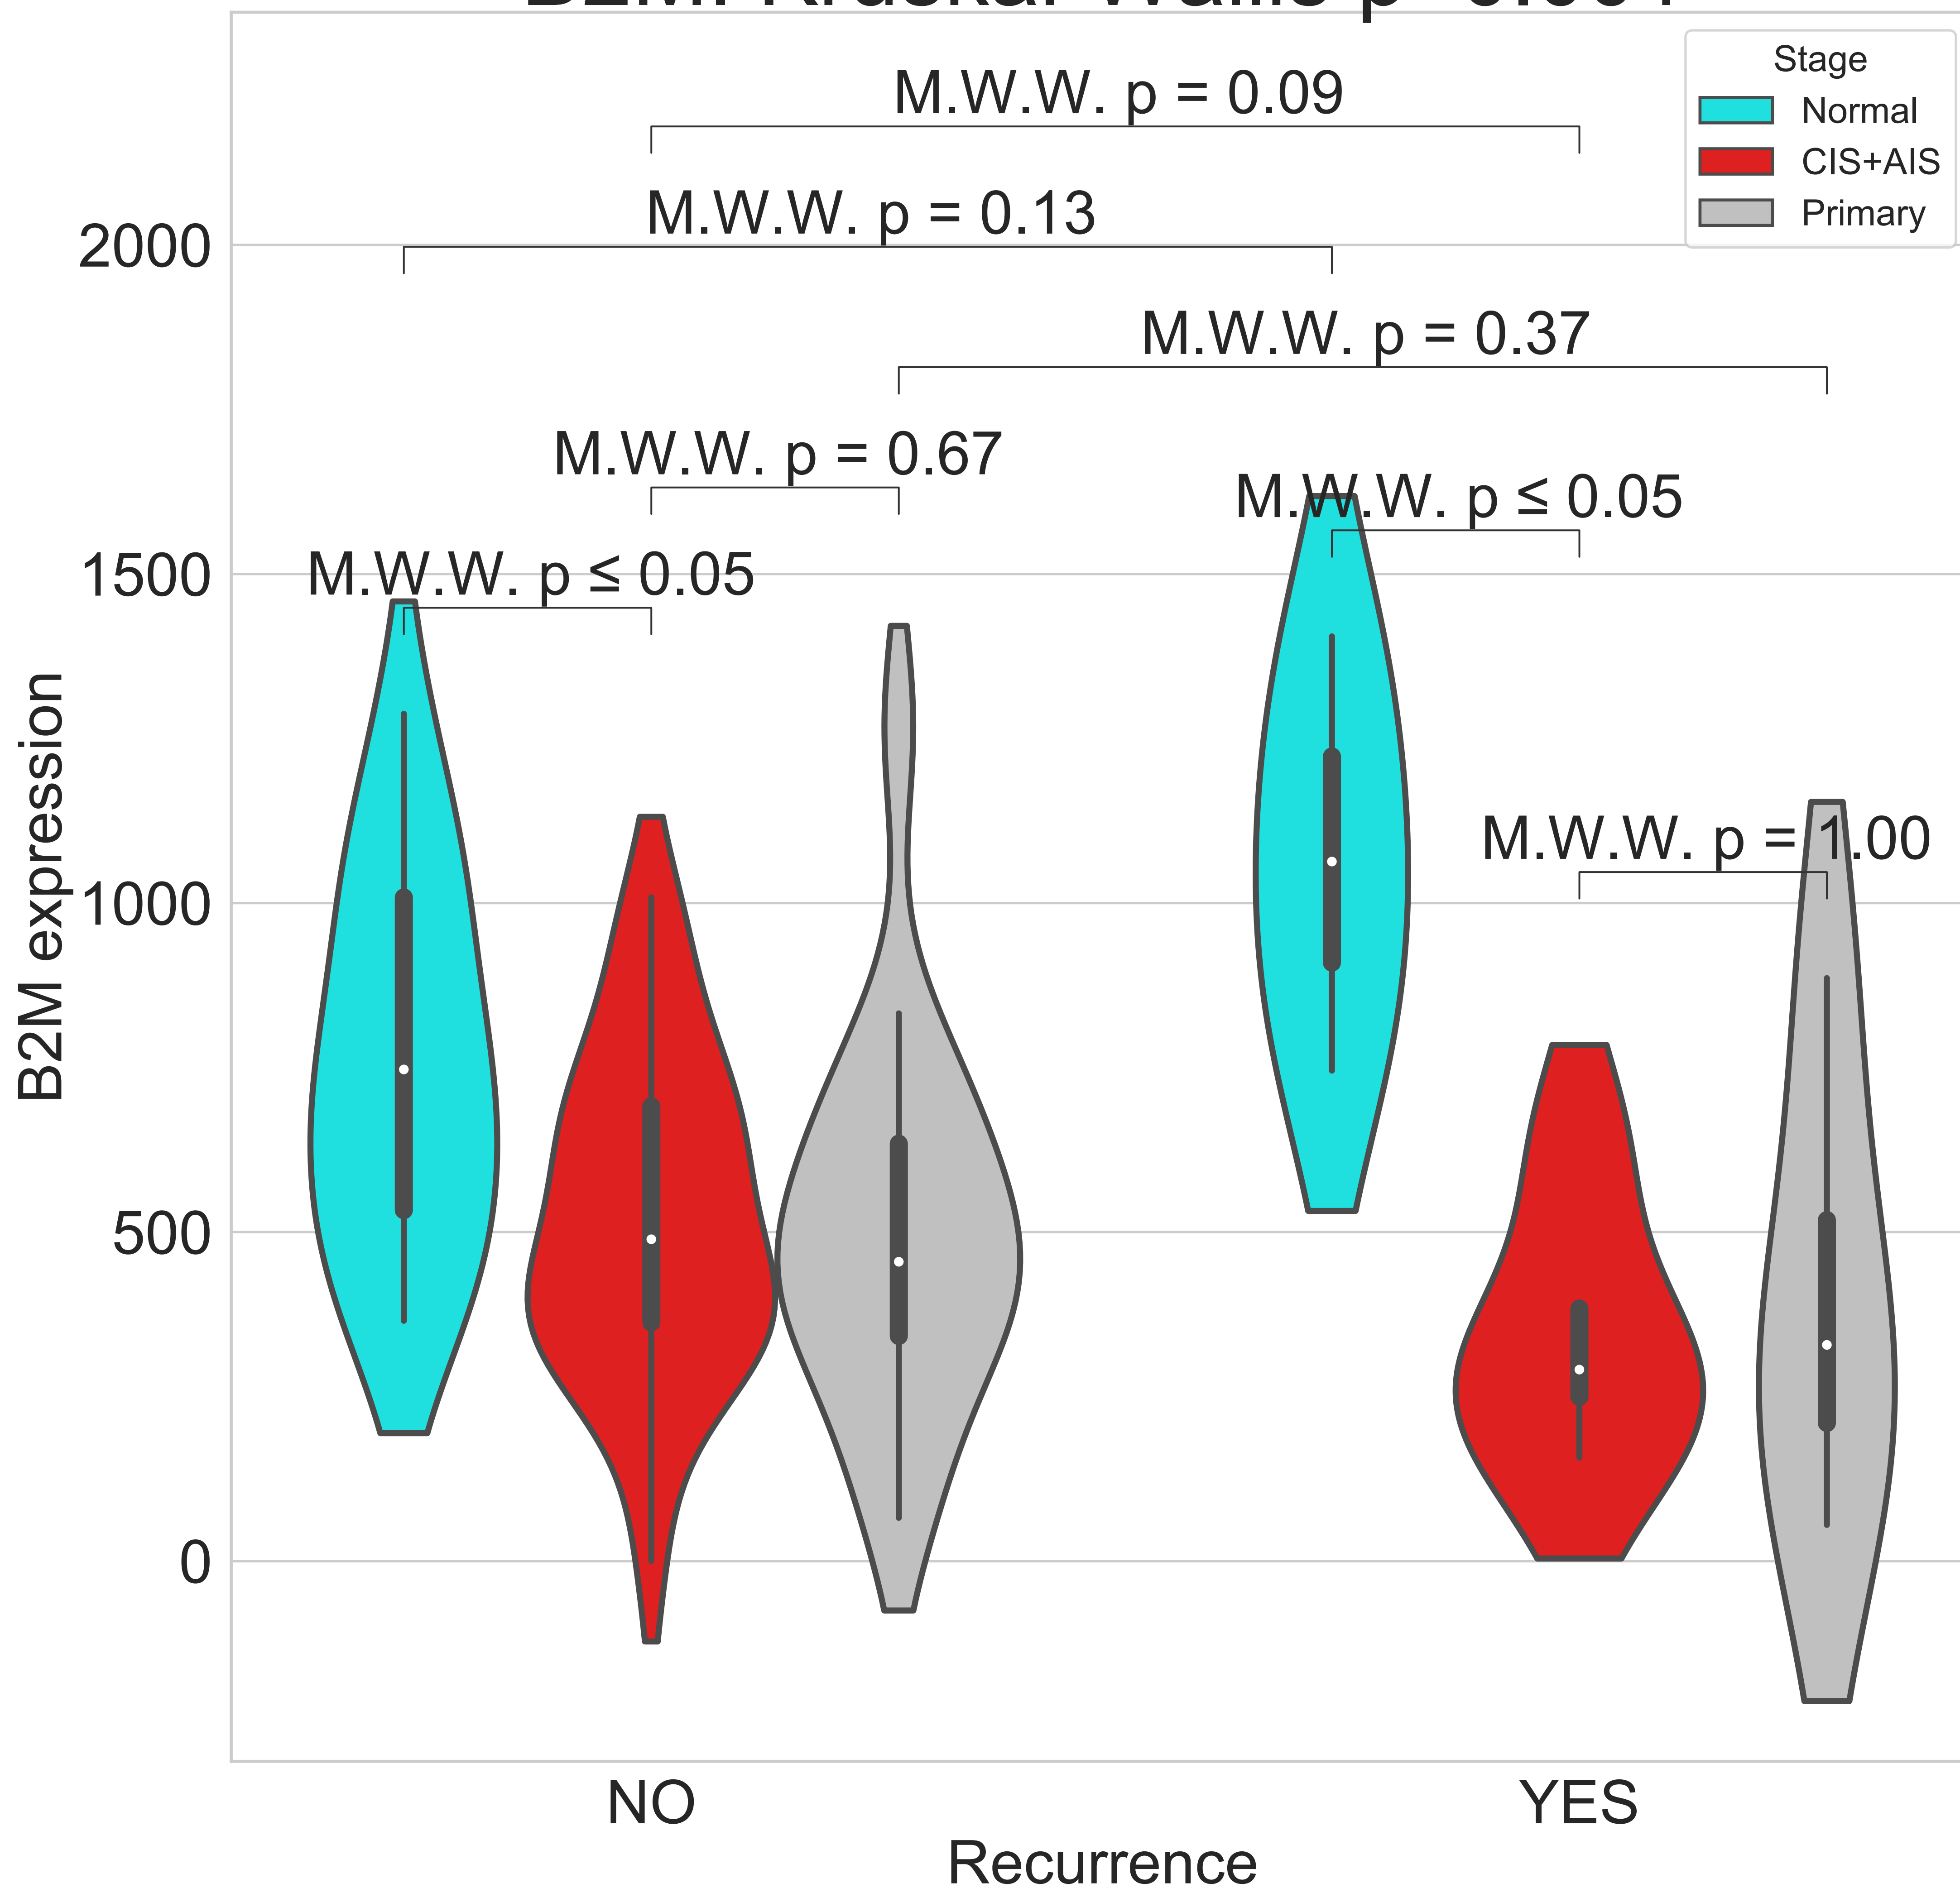 Stage
Normal
CIS+AIS
Primary
M.W.W. p = 0.09
M.W.W. p = 0.13
M.W.W. p = 0.37
M.W.W. p = 0.67
M.W.W. p ≤ 0.05
M.W.W. p ≤ 0.05
M.W.W. p = 1.00
2000
1500
1000
500
0
B2M expression
NO
YES
Recurrence